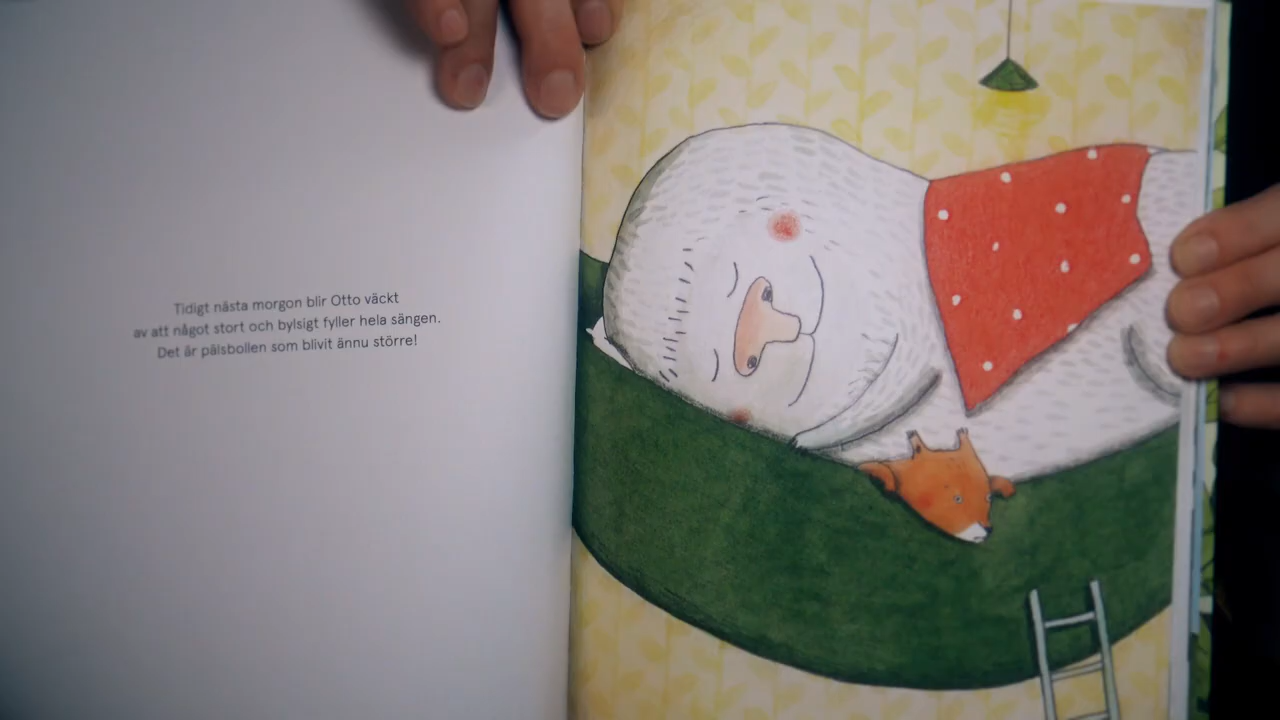 Tidigt nästa morgon blir Otto väckt
av att något stort och bylsigt fyller hela sängen.
Det är pälsbollen som blivit ännu större!